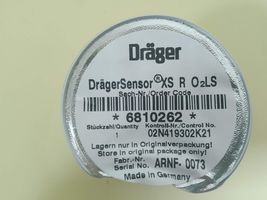 Dräger
DrägerSensor® XS R O₂LS
Sach-Nr./Order Code
* 6810262 *
Stückzahl/Quantity Kontroll-Nr./Control No.
1 02N419302K21
Lagern nur in Originalverpackung!
Store in original package only!
Fabr.-Nr.
Serial No. ARNF-0073
Made in Germany